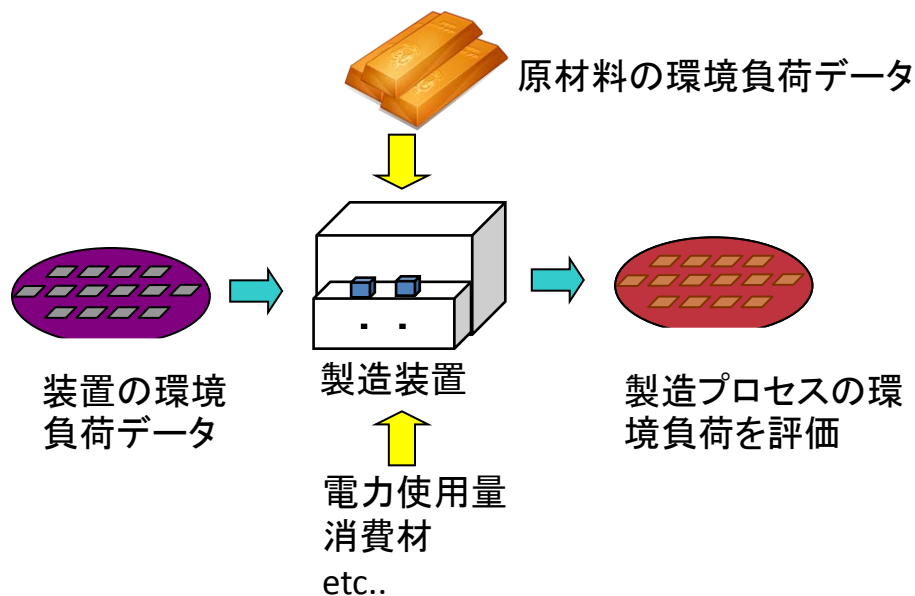 原材料の環境負荷データ
製造装置
装置の環境
負荷データ
製造プロセスの環
境負荷を評価
電力使用量
消費材
etc..